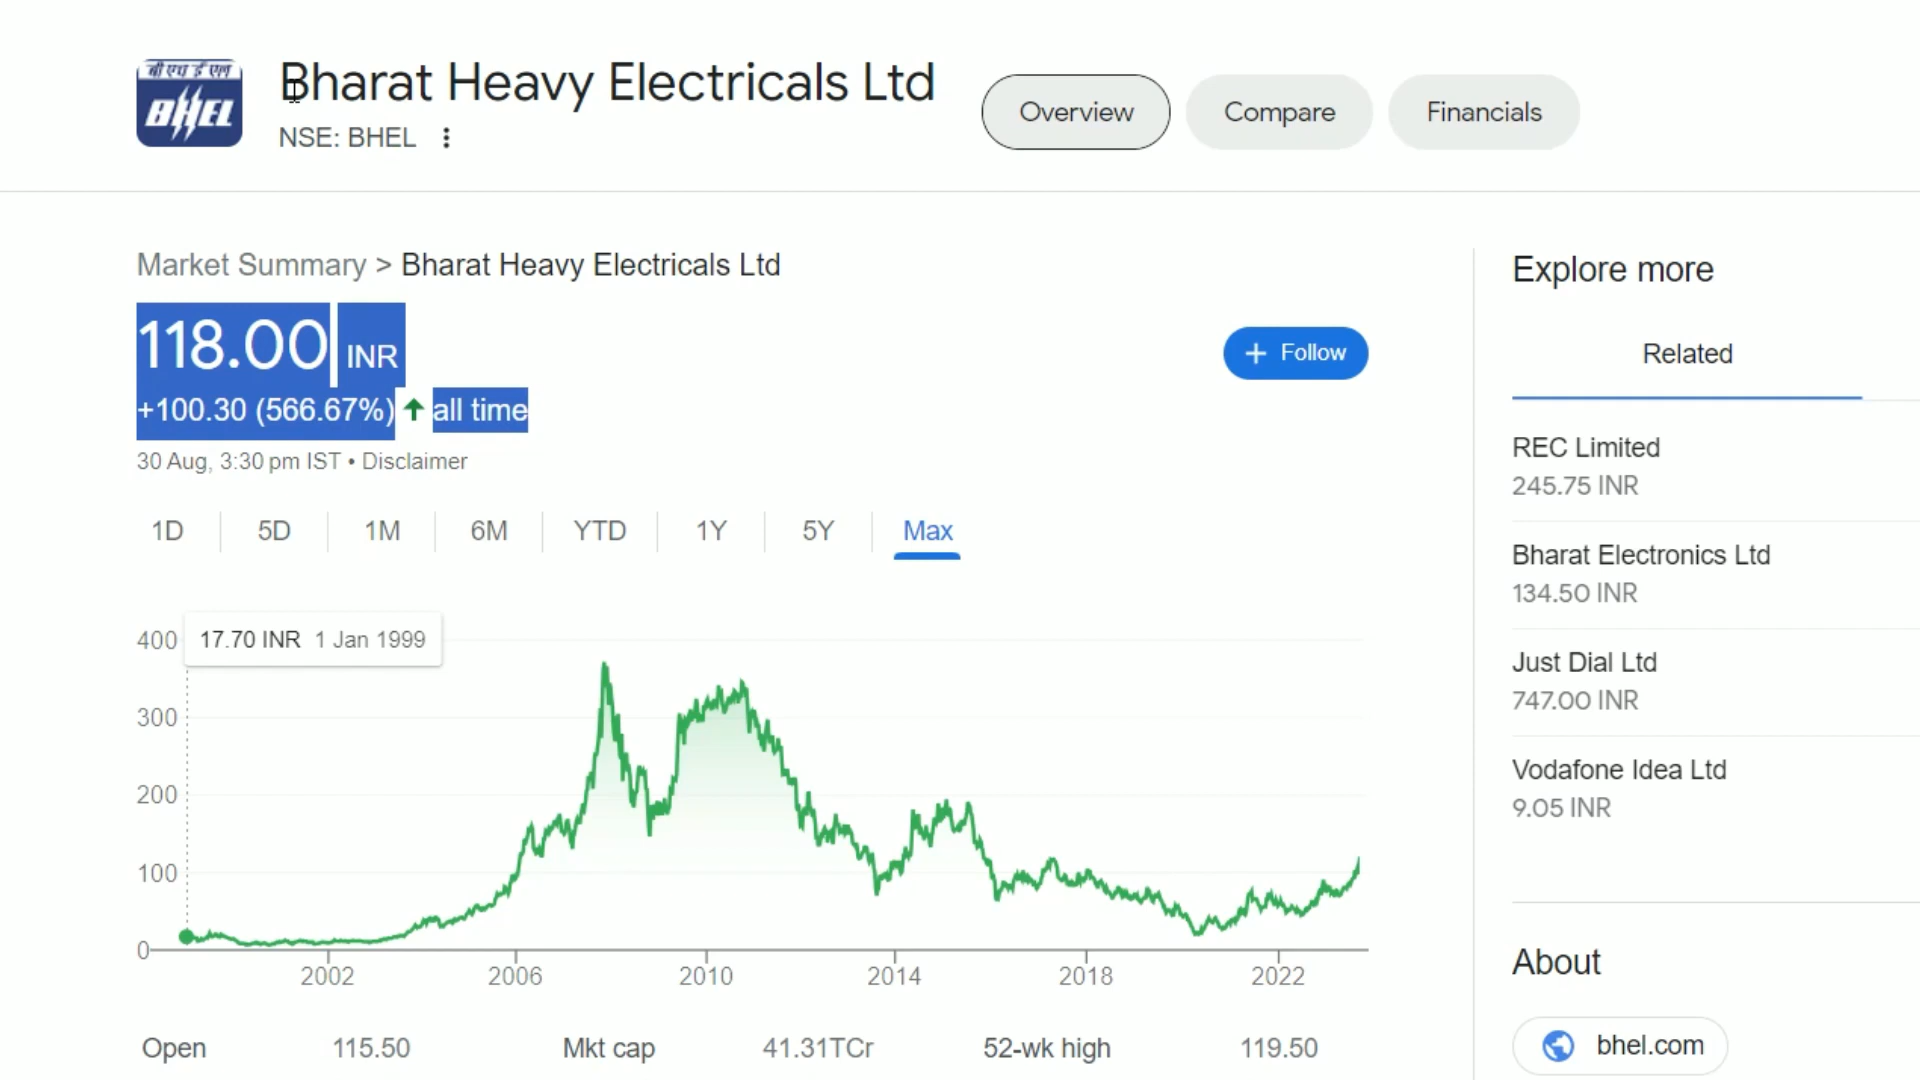 बी एच ई एल
BHEL
Bharat Heavy Electricals Ltd
NSE: BHEL
Overview
Compare
Financials
Market Summary > Bharat Heavy Electricals Ltd
118.00 INR
+100.30 (566.67%) ↑ all time
30 Aug, 3:30 pm IST • Disclaimer
+ Follow
1D
5D
1M
6M
YTD
1Y
5Y
Max
17.70 INR 1 Jan 1999
400
300
200
100
0
2002
2006
2010
2014
2018
2022
Open 115.50
Mkt cap 41.31TCr
52-wk high 119.50
Explore more
Related
REC Limited
245.75 INR
Bharat Electronics Ltd
134.50 INR
Just Dial Ltd
747.00 INR
Vodafone Idea Ltd
9.05 INR
About
bhel.com